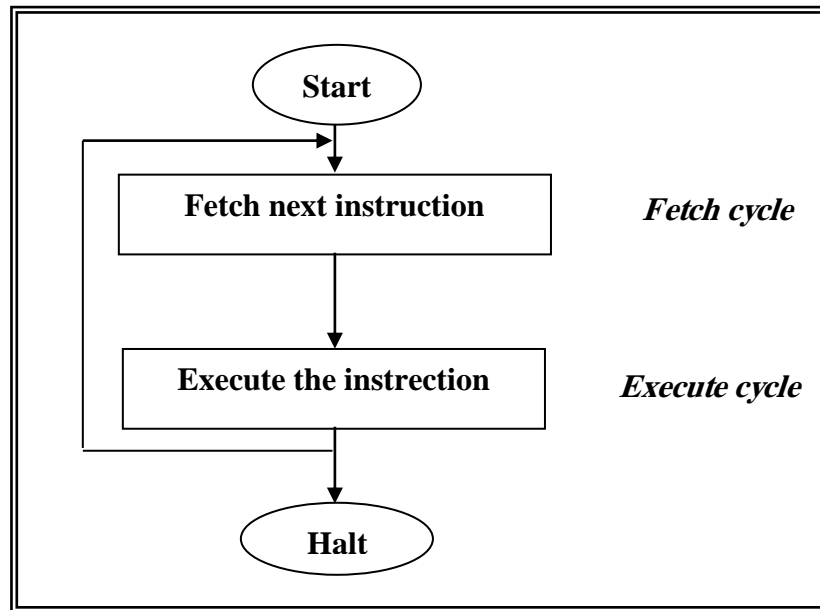 Start
Fetch next instruction
Fetch cycle
Execute the instrection
Execute cycle
Halt